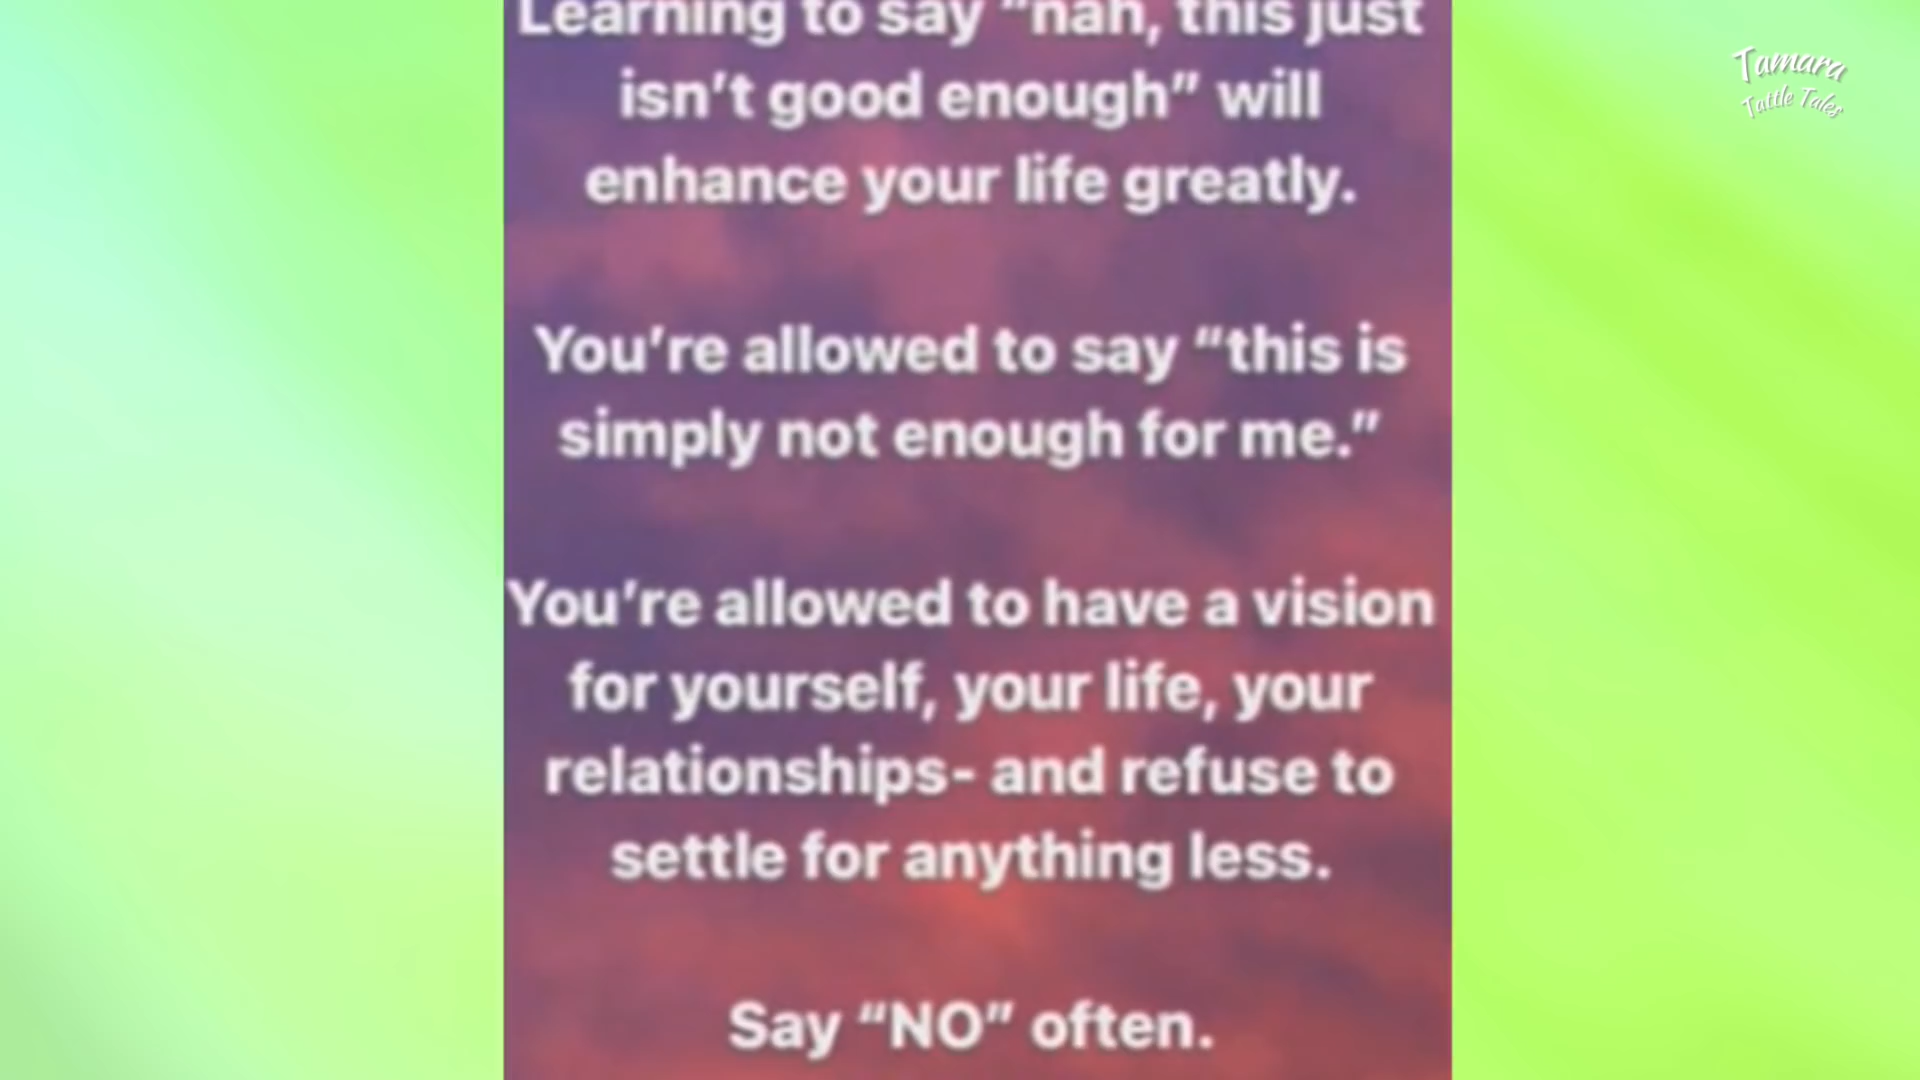 Learning to say “nah, this just
isn’t good enough” will
enhance your life greatly.
You’re allowed to say “this is
simply not enough for me.”
You’re allowed to have a vision
for yourself, your life, your
relationships- and refuse to
settle for anything less.
Say “NO” often.
Tamara
Tattle Tales